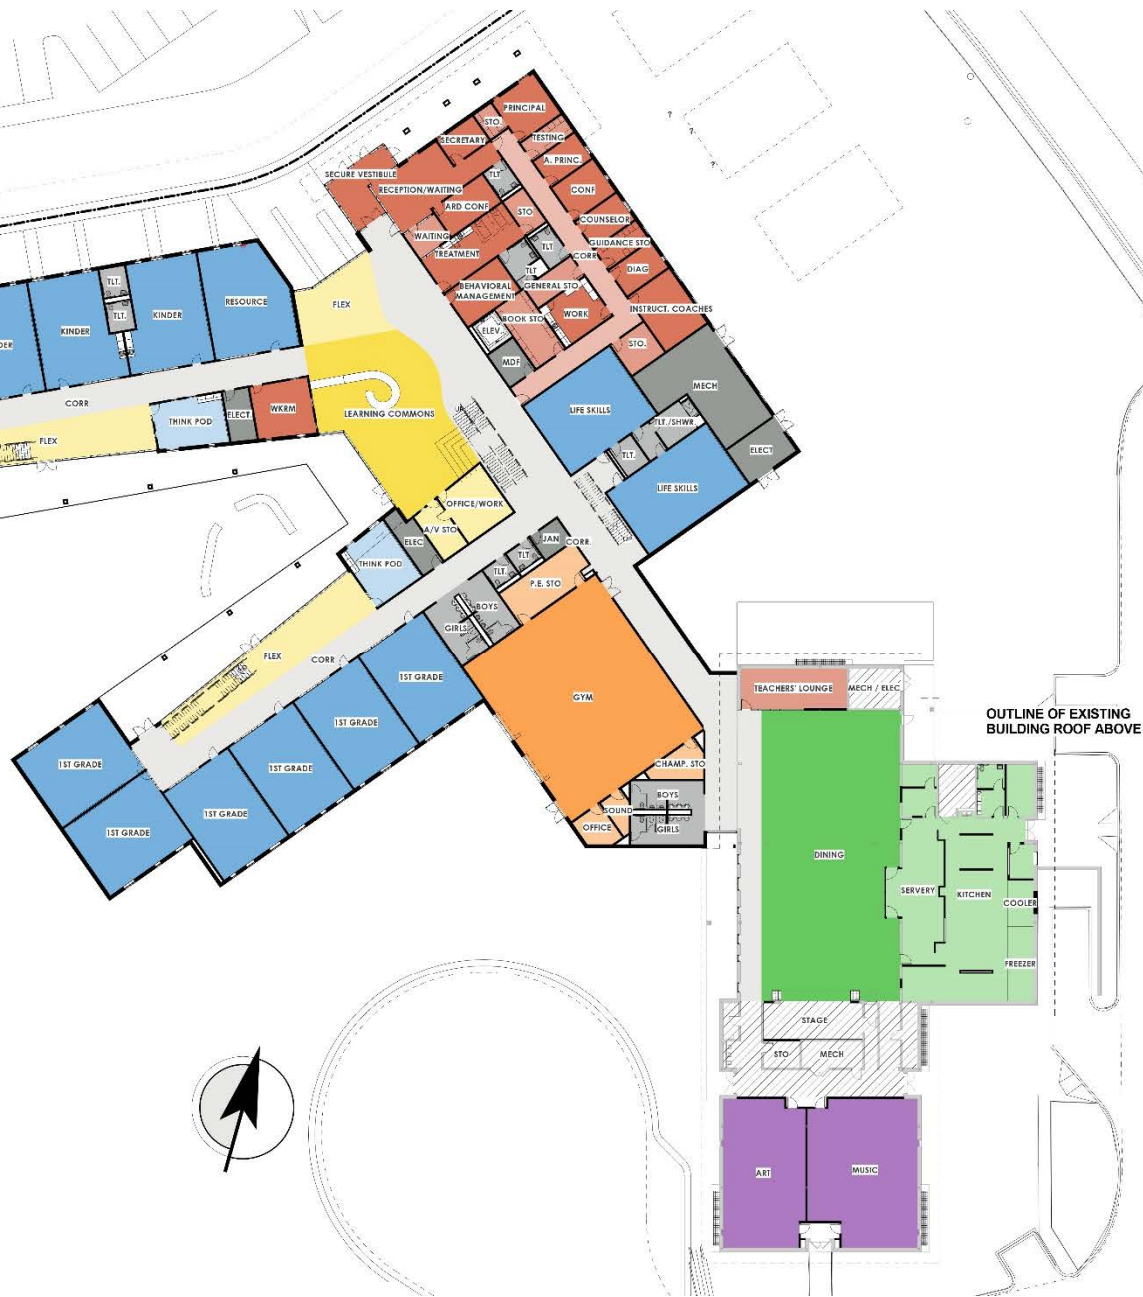 PRINCIPAL
STO.
TESTING
SECRETARY
A. PRINC.
SECURE VESTIBULE
RECEPTION/WAITING
TLT
CONF
ARD CONF
STO
COUNSELOR
WAITING
GUIDANCE STO
TREATMENT
TLT
CORR
DIAG
TLT
BEHAVIORAL
MANAGEMENT
GENERAL STO
INSTRUCT. COACHES
BOOK STO
WORK
ELEV.
STO.
MDF
MECH
TLT.
TLT.
KINDER
KINDER
RESOURCE
FLEX
DER
CORR
THINK POD
ELECT.
WKRM
LEARNING COMMONS
UP
FLEX
LIFE SKILLS
TLT./SHWR.
TLT.
ELECT
LIFE SKILLS
UP
OFFICE/WORK
A/V STO
ELEC
THINK POD
JAN
CORR.
TLT
TLT.
P.E. STO
BOYS
GIRLS
FLEX
CORR
1ST GRADE
1ST GRADE
1ST GRADE
1ST GRADE
1ST GRADE
1ST GRADE
GYM
CHAMP. STO
SOUND
OFFICE
BOYS
GIRLS
TEACHERS' LOUNGE
MECH / ELEC
OUTLINE OF EXISTING
BUILDING ROOF ABOVE
DINING
SERVERY
KITCHEN
COOLER
FREEZER
STAGE
STO
MECH
ART
MUSIC
?
?
?